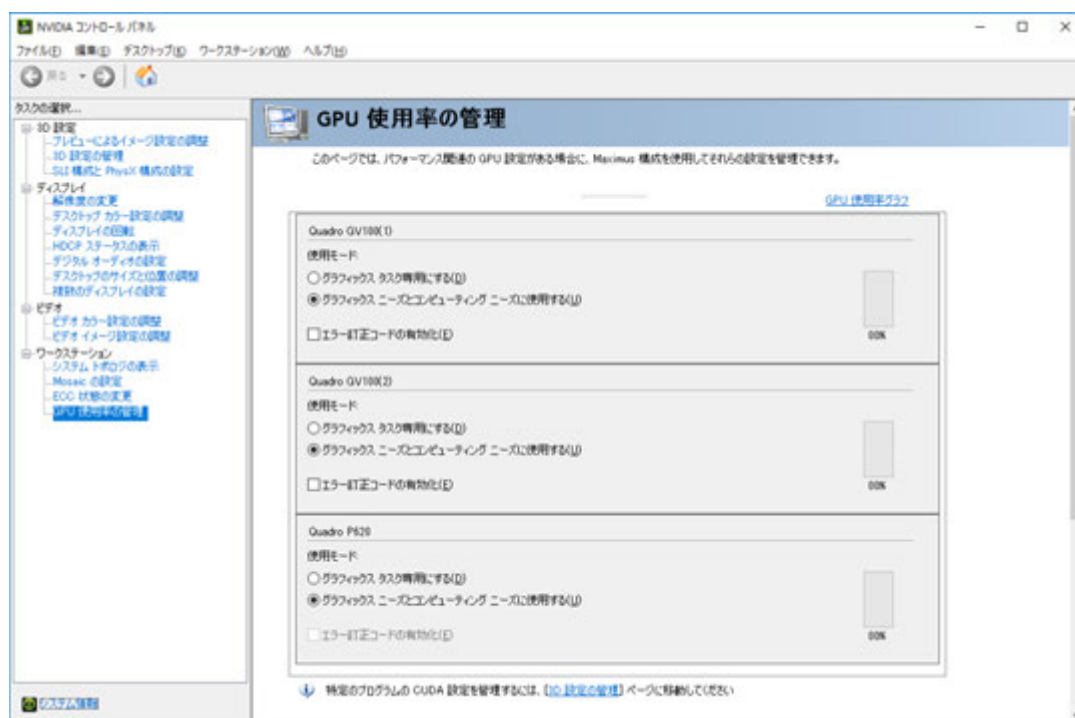 NVIDIA コントロール パネル
ファイル(F) 編集(E) デスクトップ(K) ワークステーション(W) ヘルプ(H)
戻る
タスクの選択...
3D 設定
プレビューによるイメージ設定の調整
3D 設定の管理
SLI 構成と PhysX 構成の設定
ディスプレイ
解像度の変更
デスクトップ カラー設定の調整
ディスプレイの回転
HDCP ステータスの表示
デジタル オーディオの設定
デスクトップのサイズと位置の調整
複数のディスプレイの設定
ビデオ
ビデオ カラー設定の調整
ビデオ イメージ設定の調整
ワークステーション
システム トポロジの表示
Mosaic の設定
ECC 状態の変更
GPU 使用率の管理
システム情報
GPU 使用率の管理
このページでは、パフォーマンス関連の GPU 設定がある場合に、Maximus 構成を使用してそれらの設定を管理できます。
GPU 使用率グラフ
Quadro GV100(1)
使用モード:
グラフィックス タスク専用にする(D)
グラフィックス ニーズとコンピューティング ニーズに使用する(U)
エラー訂正コードの有効化(E)
00%
Quadro GV100(2)
使用モード:
グラフィックス タスク専用にする(D)
グラフィックス ニーズとコンピューティング ニーズに使用する(U)
エラー訂正コードの有効化(E)
00%
Quadro P620
使用モード:
グラフィックス タスク専用にする(D)
グラフィックス ニーズとコンピューティング ニーズに使用する(U)
エラー訂正コードの有効化(E)
00%
特定のプログラムの CUDA 設定を管理するには、[3D 設定の管理] ページに移動してください